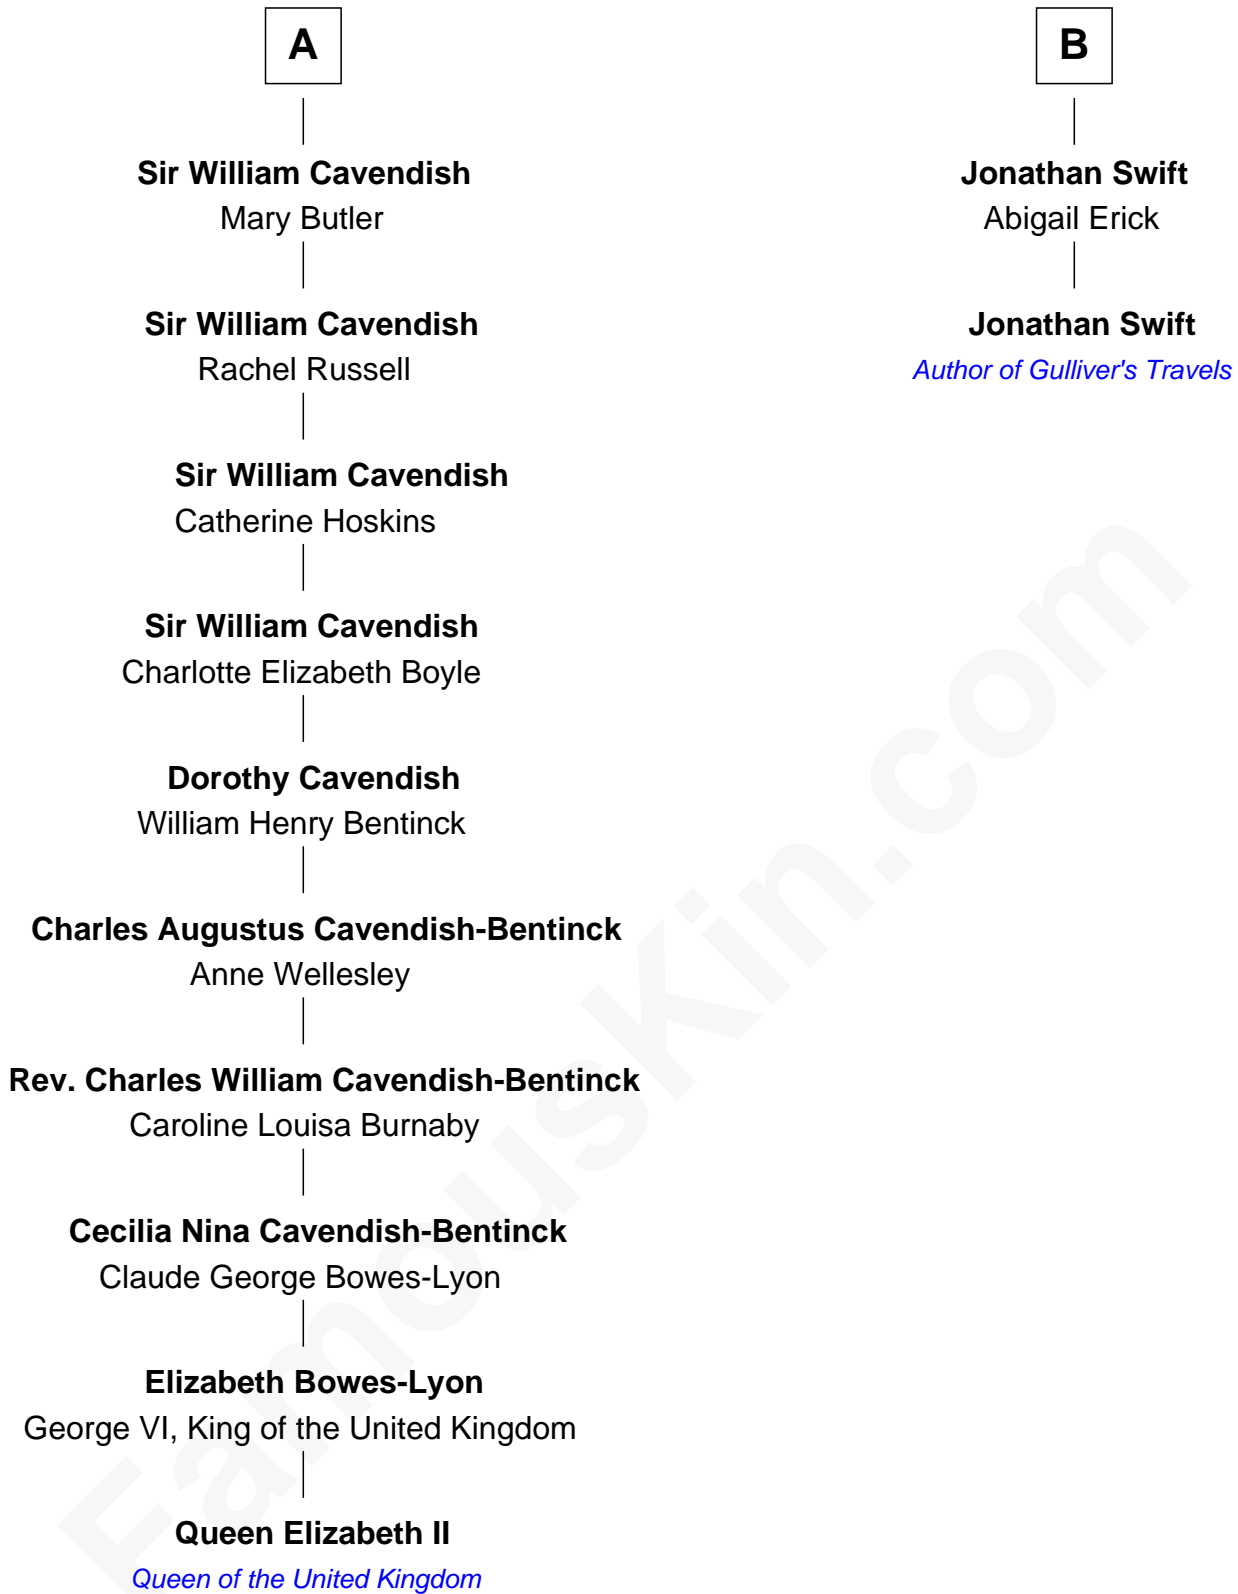 A
Sir William Cavendish
Mary Butler
Sir William Cavendish
Rachel Russell
Sir William Cavendish
Catherine Hoskins
Sir William Cavendish
Charlotte Elizabeth Boyle
Dorothy Cavendish
William Henry Bentinck
Charles Augustus Cavendish-Bentinck
Anne Wellesley
Rev. Charles William Cavendish-Bentinck
Caroline Louisa Burnaby
Cecilia Nina Cavendish-Bentinck
Claude George Bowes-Lyon
Elizabeth Bowes-Lyon
George VI, King of the United Kingdom
Queen Elizabeth II
Queen of the United Kingdom
B
Jonathan Swift
Abigail Erick
Jonathan Swift
Author of Gulliver's Travels
FamousKin.com